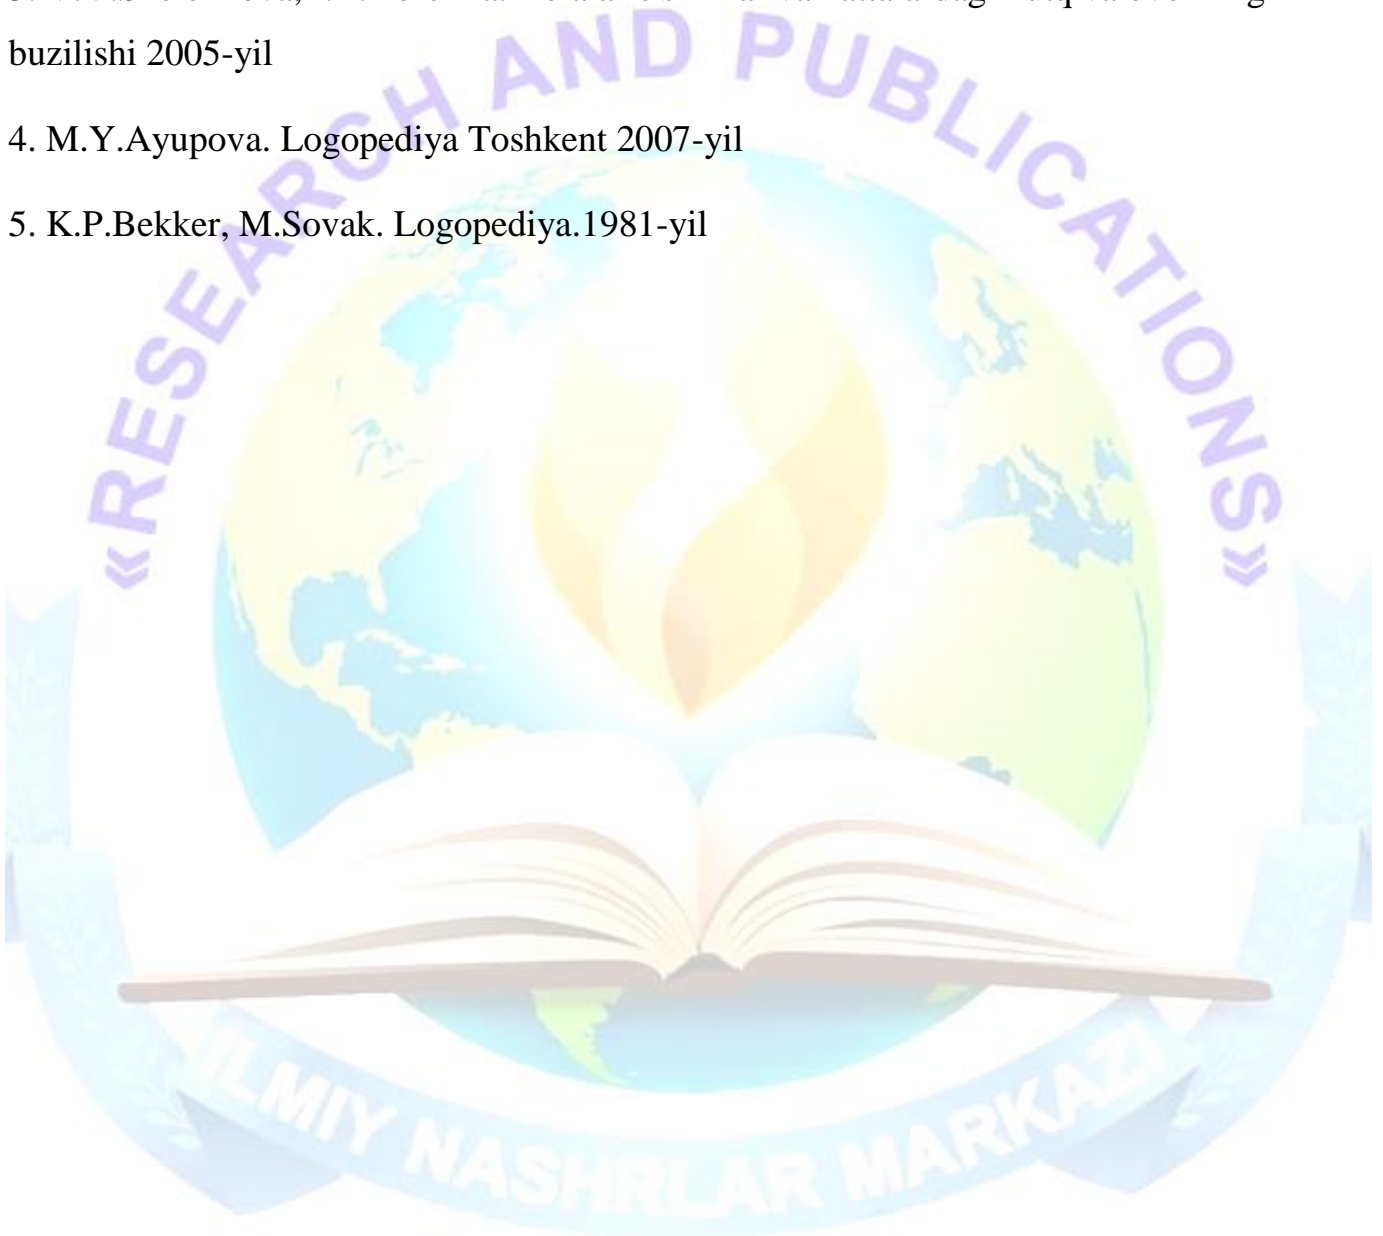 buzilishi 2005-yil
4. M.Y.Ayupova. Logopediya Toshkent 2007-yil
5. K.P.Bekker, M.Sovak. Logopediya.1981-yil
«RESEARCH AND PUBLICATIONS»
ILMIY NASHRLAR MARKAZI